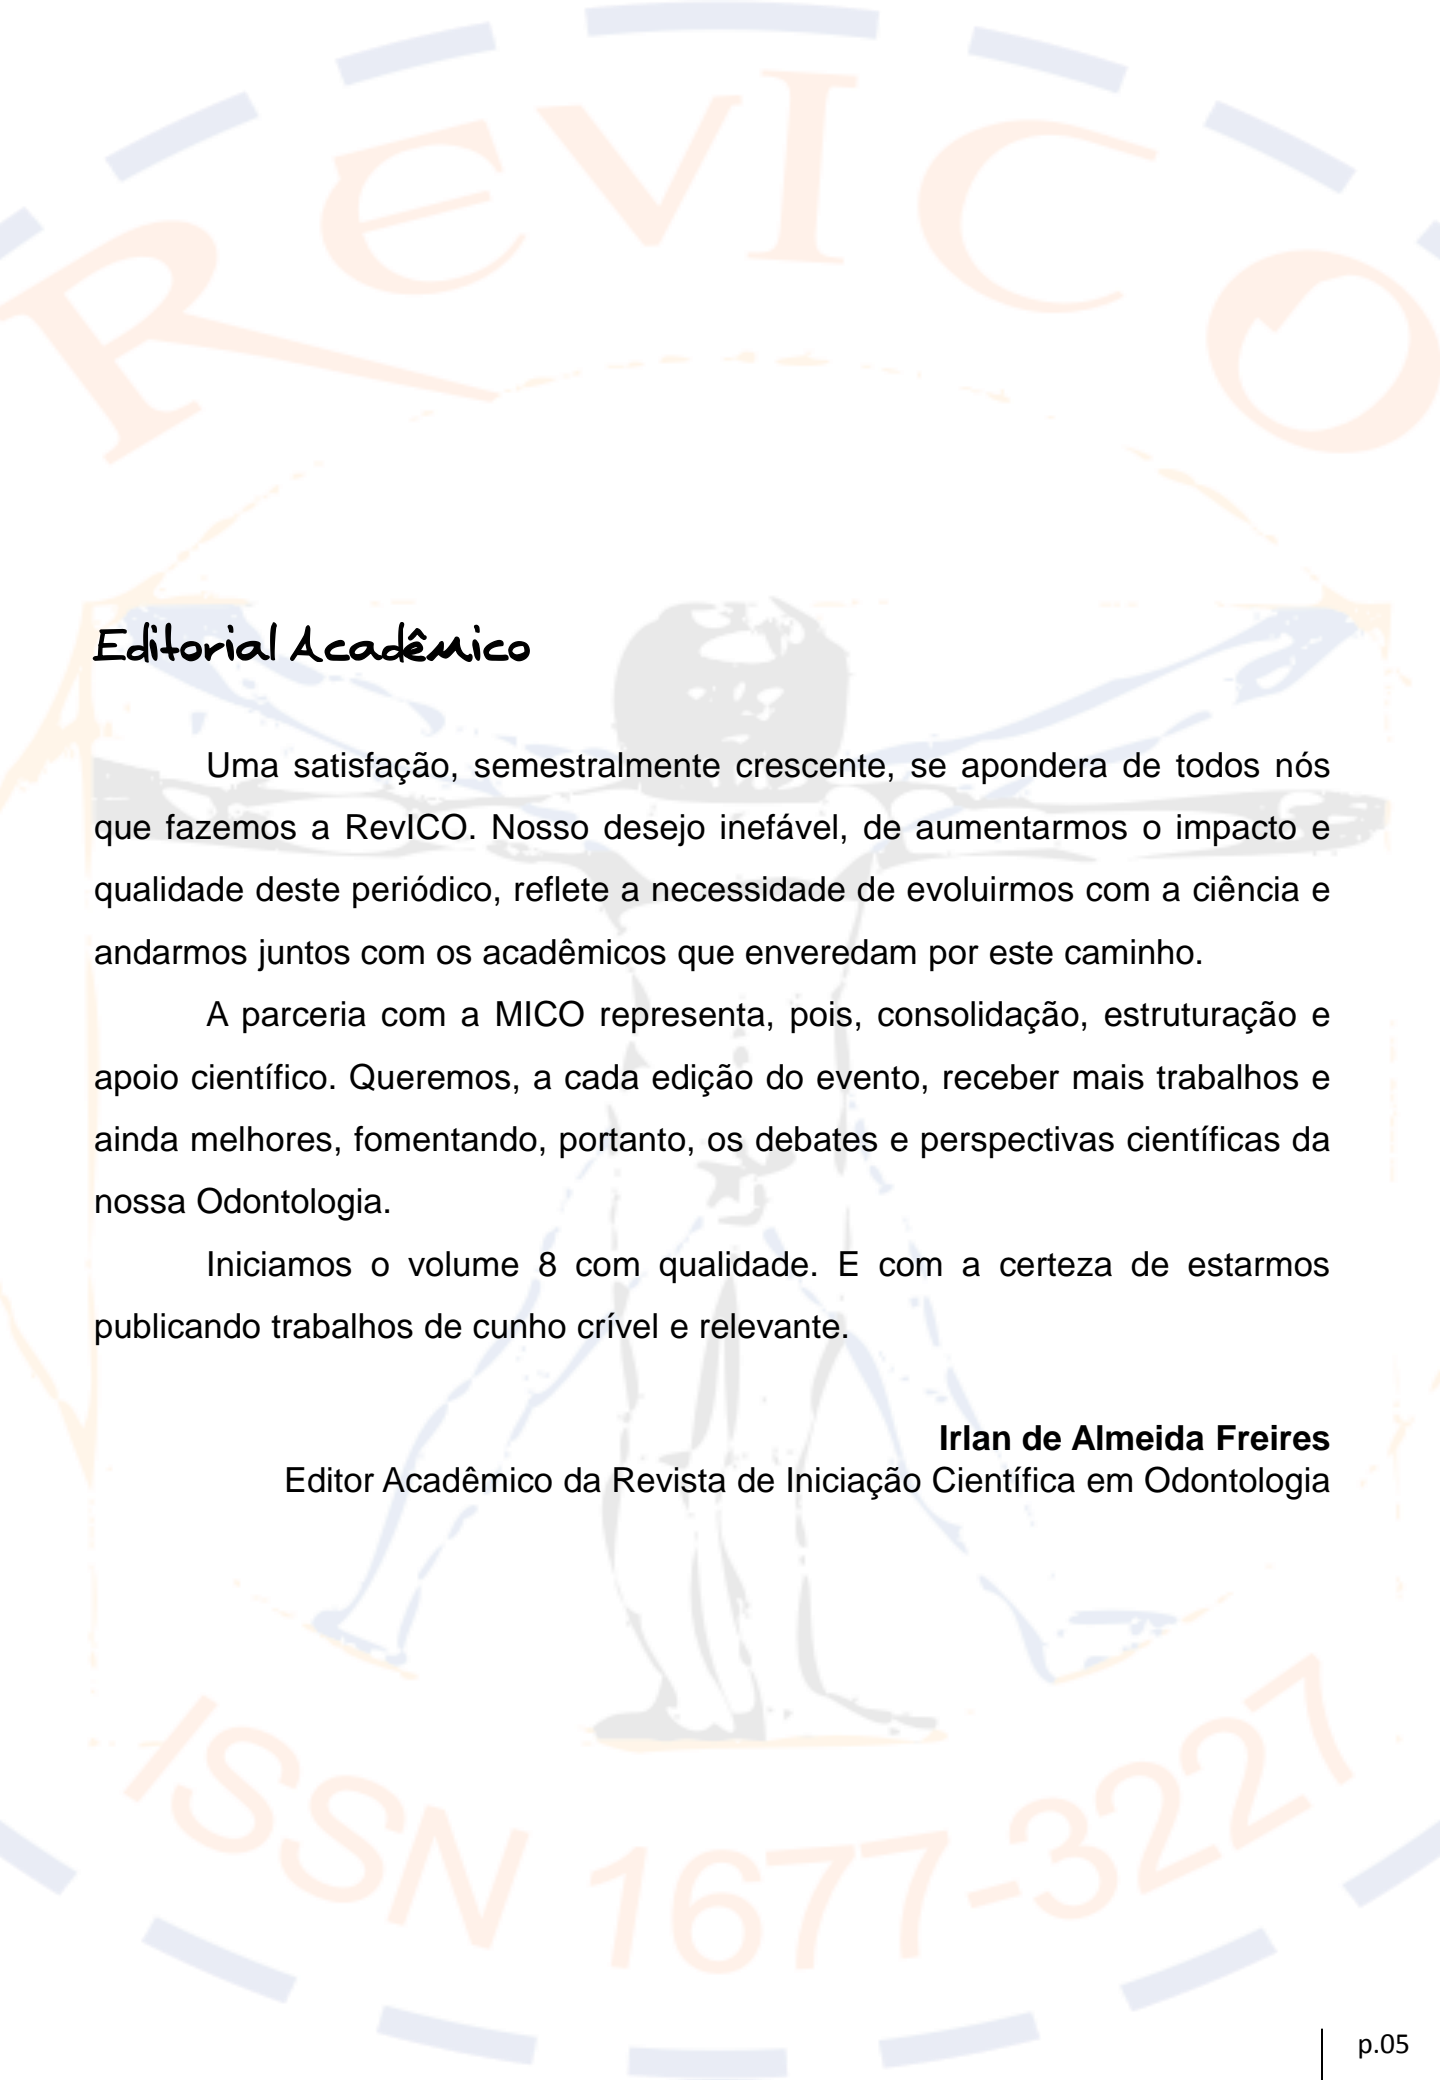 RevICO
Editorial Acadêmico
Uma satisfação, semestralmente crescente, se apondera de todos nós
que fazemos a RevICO. Nosso desejo inefável, de aumentarmos o impacto e
qualidade deste periódico, reflete a necessidade de evoluirmos com a ciência e
andarmos juntos com os acadêmicos que enveredam por este caminho.
A parceria com a MICO representa, pois, consolidação, estruturação e
apoio científico. Queremos, a cada edição do evento, receber mais trabalhos e
ainda melhores, fomentando, portanto, os debates e perspectivas científicas da
nossa Odontologia.
Iniciamos o volume 8 com qualidade. E com a certeza de estarmos
publicando trabalhos de cunho crível e relevante.
Irlan de Almeida Freires
Editor Acadêmico da Revista de Iniciação Científica em Odontologia
ISSN 1677-3227
p.05